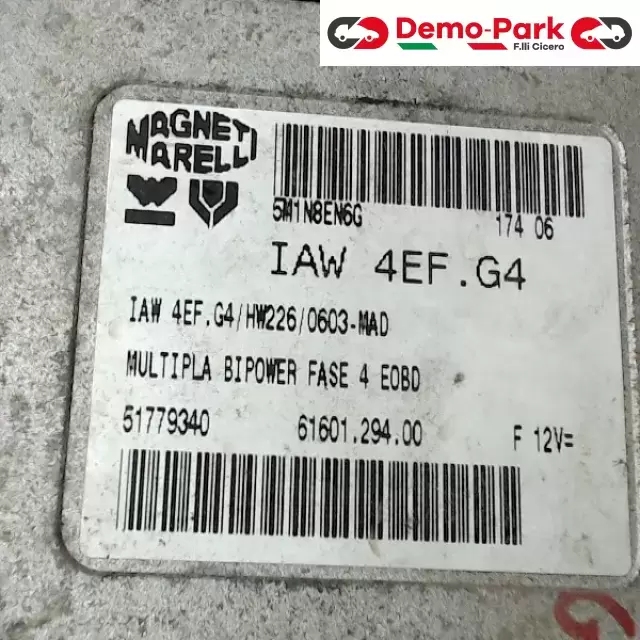 Demo-Park
F.lli Cicero
MAGNETI
MARELLI
5M1N8EN6G 174 06
IAW 4EF.G4
IAW 4EF.G4/HW226/0603-MAD
MULTIPLA BIPOWER FASE 4 EOBD
51779340 61601.294.00 F 12V=